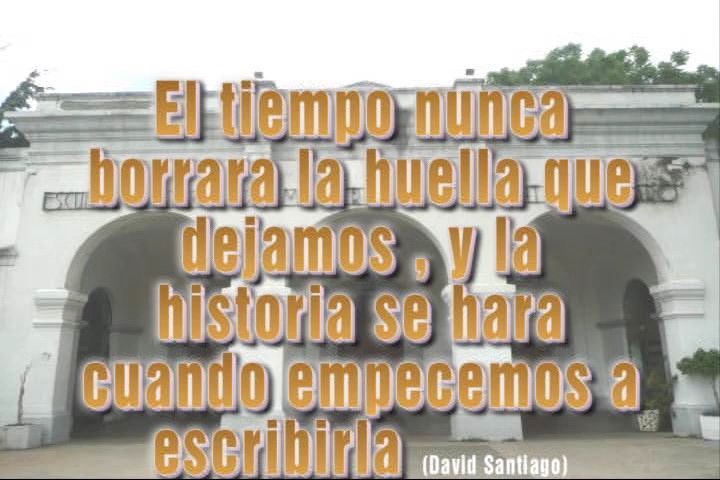 El tiempo nunca
borrara la huella que
dejamos , y la
historia se hara
cuando empecemos a
escribirla (David Santiago)